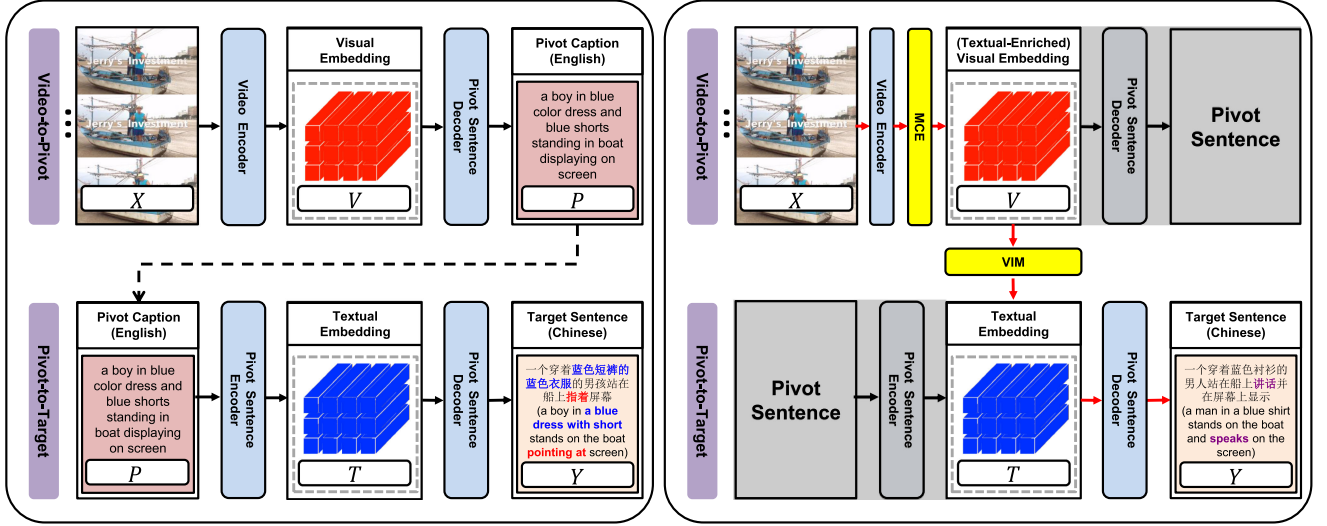 Video-to-Pivot
Jerry's Investment
Jerry's Investment
X
Video Encoder
Visual
Embedding
V
Pivot Sentence
Decoder
Pivot Caption
(English)
a boy in blue
color dress and
blue shorts
standing in boat
displaying on
screen
P
Pivot-to-Target
Pivot Caption
(English)
a boy in blue
color dress and
blue shorts
standing in
boat displaying
on screen
P
Pivot Sentence
Encoder
Textual
Embedding
T
Pivot Sentence
Decoder
Target Sentence
(Chinese)
一个穿着蓝色短裤的
蓝色衣服的男孩站在
船上指着屏幕
(a boy in a blue
dress with short
stands on the boat
pointing at screen)
Y
Video-to-Pivot
Jerry's Investment
Jerry's Investment
X
Video Encoder
MCE
(Textual-Enriched)
Visual Embedding
V
Pivot Sentence
Decoder
Pivot
Sentence
VIM
Pivot-to-Target
Pivot
Sentence
Pivot Sentence
Encoder
Textual
Embedding
T
Pivot Sentence
Decoder
Target Sentence
(Chinese)
一个穿着蓝色衬衫的
男人站在船上讲话并
在屏幕上显示
(a man in a blue shirt
stands on the boat
and speaks on the
screen)
Y